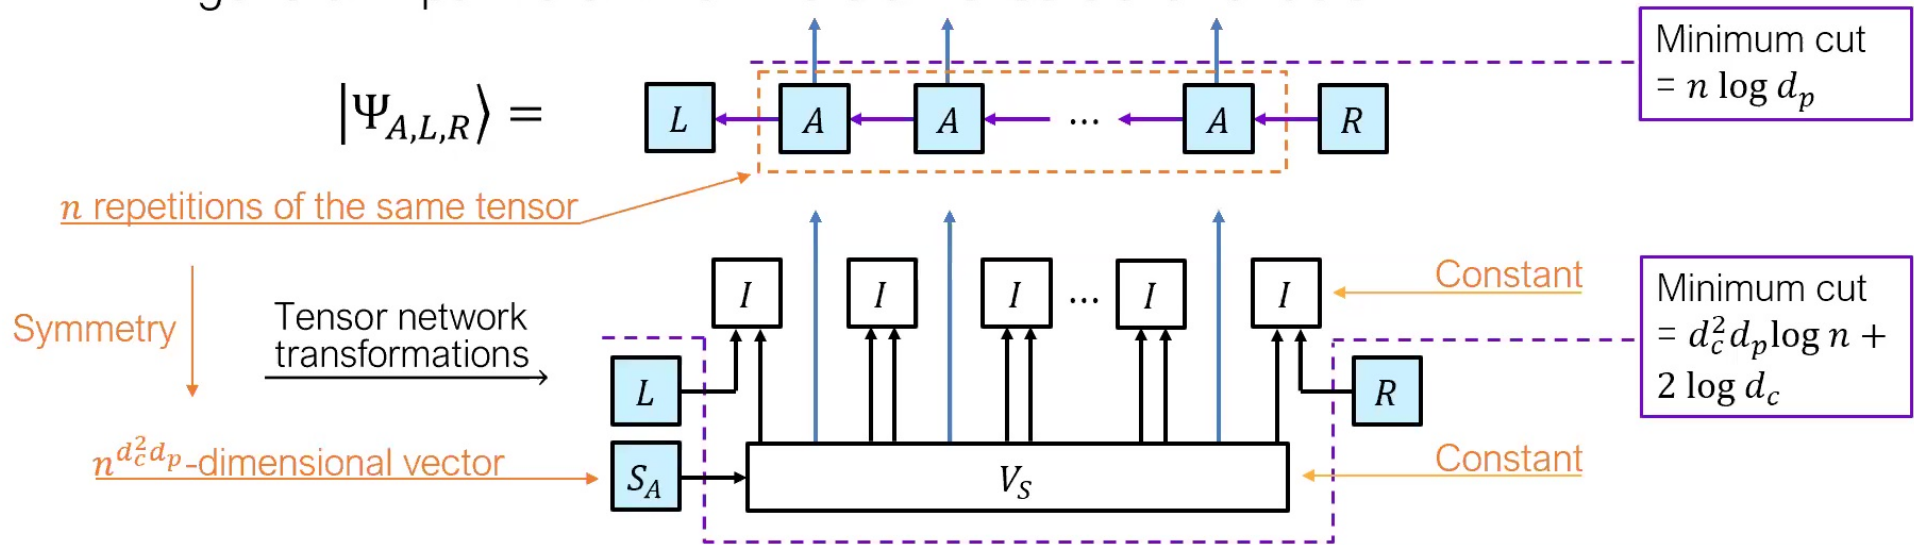 |Ψ_{A,L,R}⟩ =
L A A ... A R
Minimum cut
= n log d_p
n repetitions of the same tensor
Symmetry
Tensor network
transformations
I I I ... I I
Constant
L R
Minimum cut
= d_c^2 d_p log n +
2 log d_c
n^{d_c^2 d_p}-dimensional vector
S_A V_S
Constant